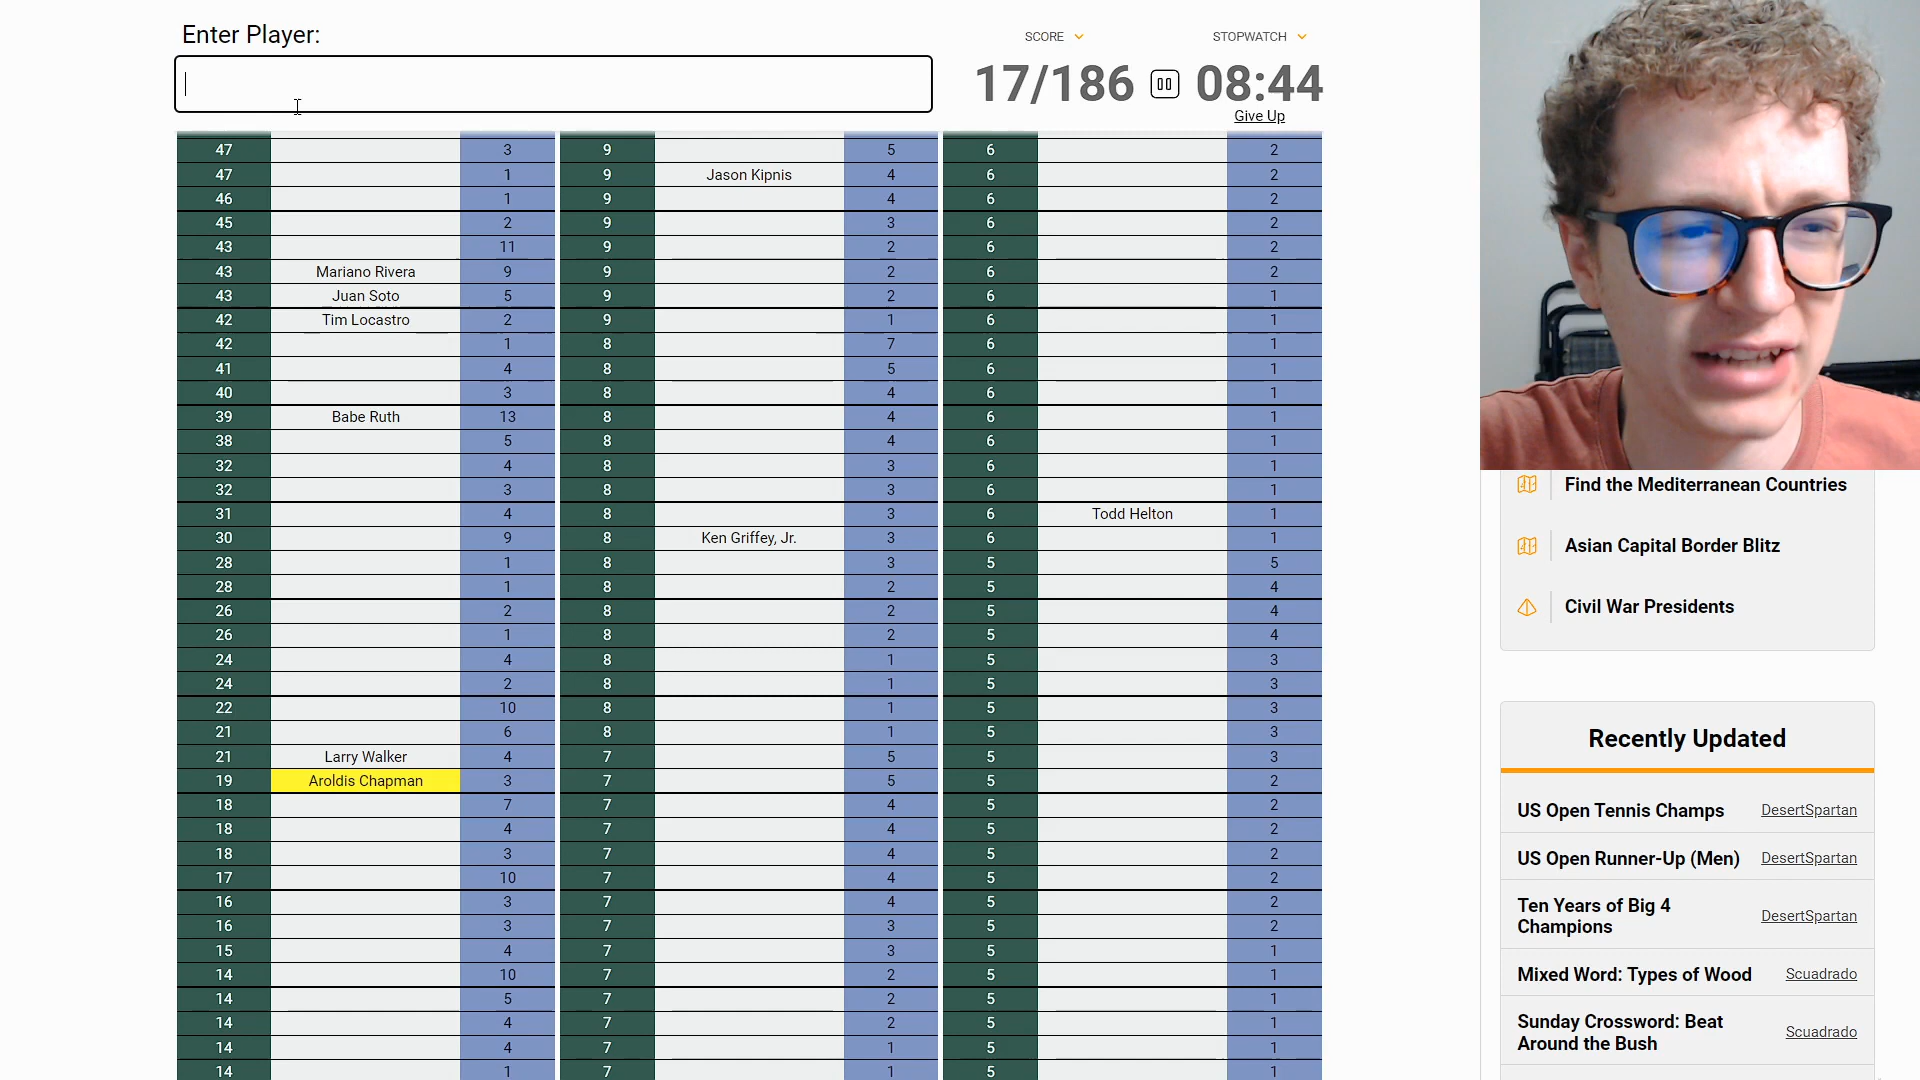 Enter Player:
SCORE
STOPWATCH
17/186
08:44
Give Up
47 3 9 5 6 2
47 1 9 Jason Kipnis 4 6 2
46 1 9 4 6 2
45 2 9 3 6 2
43 11 9 2 6 2
43 Mariano Rivera 9 9 2 6 2
43 Juan Soto 5 9 2 6 1
42 Tim Locastro 2 9 1 6 1
42 1 8 7 6 1
41 4 8 5 6 1
40 3 8 4 6 1
39 Babe Ruth 13 8 4 6 1
38 5 8 4 6 1
32 4 8 3 6 1
32 3 8 3 6 1
31 4 8 3 6 Todd Helton 1
30 9 8 Ken Griffey, Jr. 3 6 1
28 1 8 3 5 5
28 1 8 2 5 4
26 2 8 2 5 4
26 1 8 2 5 4
24 4 8 1 5 3
24 2 8 1 5 3
22 10 8 1 5 3
21 6 8 1 5 3
21 Larry Walker 4 7 5 5 3
19 Aroldis Chapman 3 7 5 5 2
18 7 7 4 5 2
18 4 7 4 5 2
18 3 7 4 5 2
17 10 7 4 5 2
16 3 7 4 5 2
16 3 7 3 5 2
15 4 7 3 5 1
14 10 7 2 5 1
14 5 7 2 5 1
14 4 7 2 5 1
14 4 7 1 5 1
14 1 7 1 5 1
Find the Mediterranean Countries
Asian Capital Border Blitz
Civil War Presidents
Recently Updated
US Open Tennis Champs DesertSpartan
US Open Runner-Up (Men) DesertSpartan
Ten Years of Big 4
Champions DesertSpartan
Mixed Word: Types of Wood Scuadrado
Sunday Crossword: Beat
Around the Bush Scuadrado